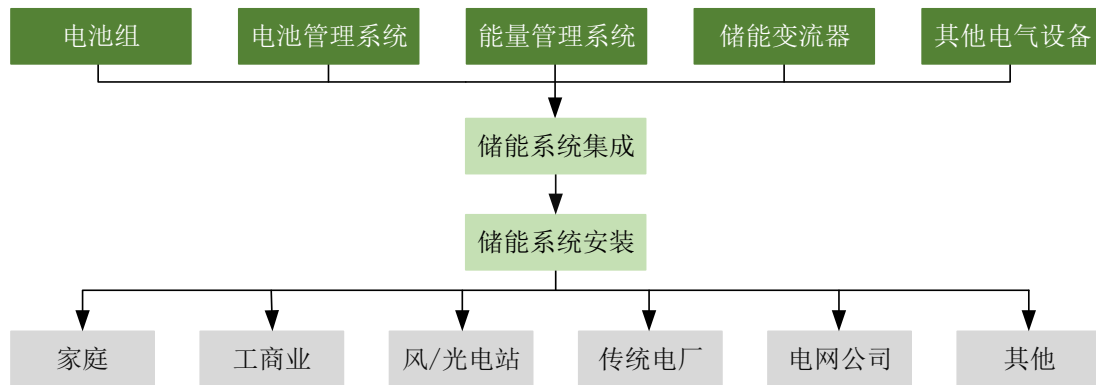 电池组
电池管理系统
能量管理系统
储能变流器
其他电气设备
储能系统集成
储能系统安装
家庭
工商业
风/光电站
传统电厂
电网公司
其他